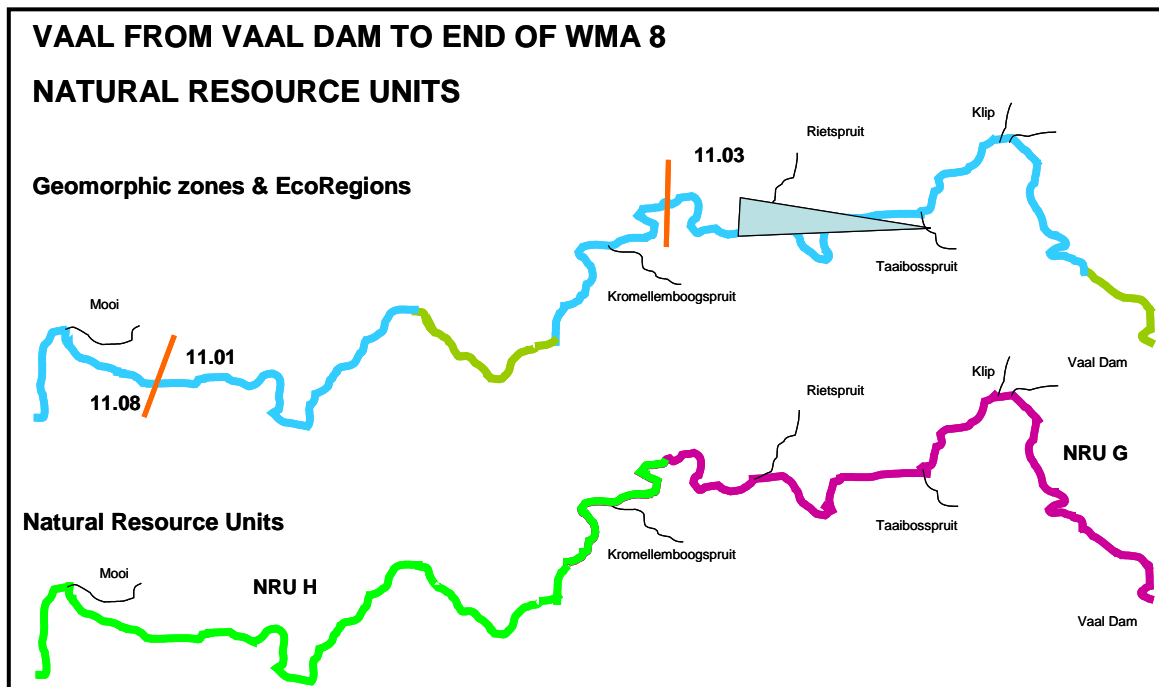 VAAL FROM VAAL DAM TO END OF WMA 8
NATURAL RESOURCE UNITS
Klip
Rietspruit
11.03
Geomorphic zones & EcoRegions
Taaibosspruit
Kromellemboogspruit
Mooi
11.01
Vaal Dam
Klip
11.08
Rietspruit
NRU G
Natural Resource Units
Taaibosspruit
Kromellemboogspruit
Mooi
NRU H
Vaal Dam